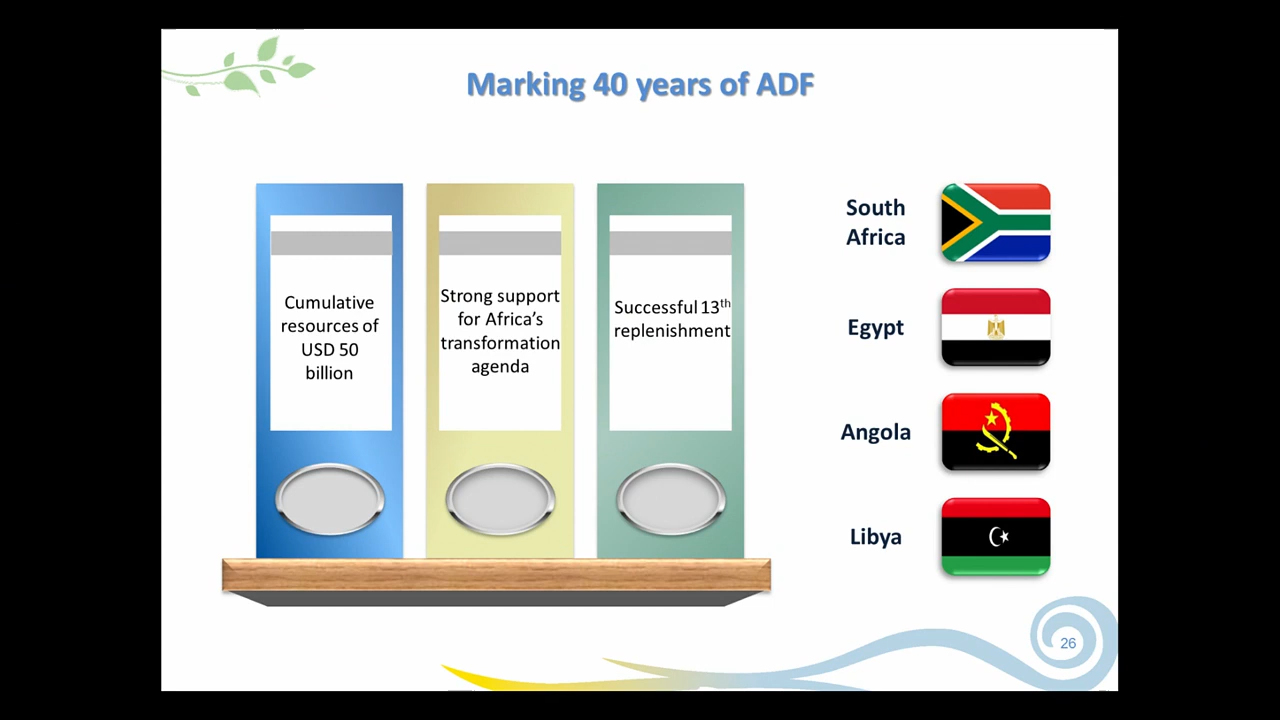 Marking 40 years of ADF
Cumulative
resources of
USD 50
billion
Strong support
for Africa's
transformation
agenda
Successful 13th
replenishment
South
Africa
Egypt
Angola
Libya
26